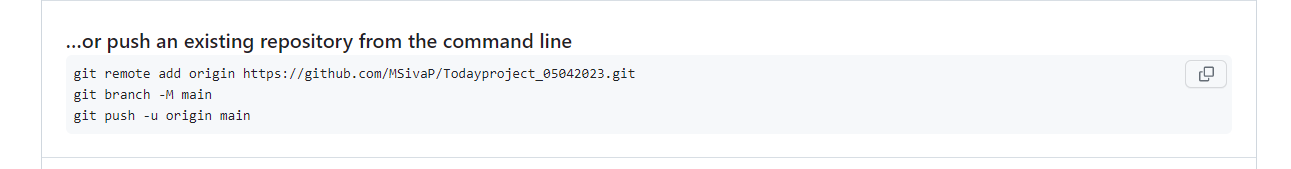 ...or push an existing repository from the command line
git remote add origin https://github.com/MSivaP/Todayproject_05042023.git
git branch -M main
git push -u origin main